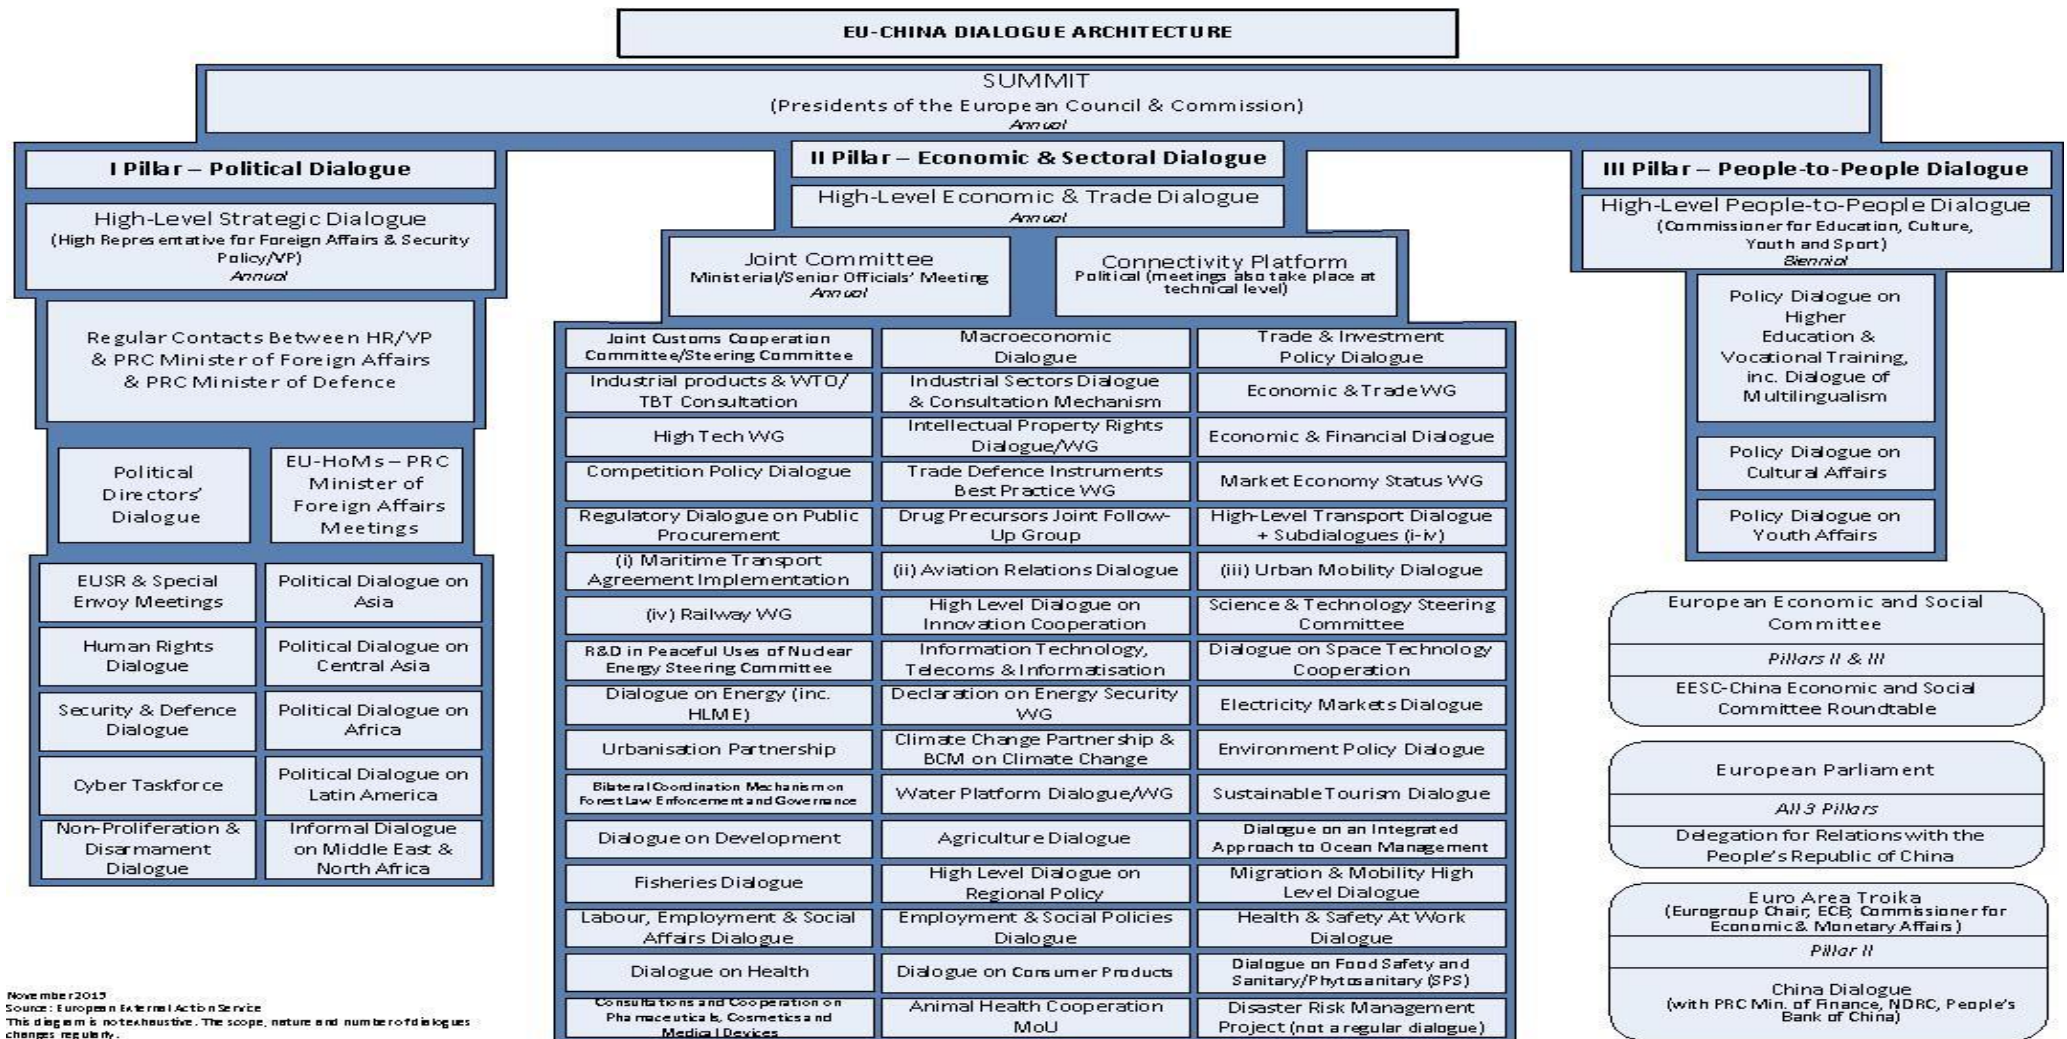 EU-CHINA DIALOGUE ARCHITECTURE
SUMMIT
(Presidents of the European Council & Commission)
Annual
I Pillar – Political Dialogue
High-Level Strategic Dialogue
(High Representative for Foreign Affairs & Security
Policy/VP)
Annual
Regular Contacts Between HR/VP
& PRC Minister of Foreign Affairs
& PRC Minister of Defence
Political
Directors'
Dialogue
EU-HoMs – PRC
Minister of
Foreign Affairs
Meetings
EUSR & Special
Envoy Meetings
Political Dialogue on
Asia
Human Rights
Dialogue
Political Dialogue on
Central Asia
Security & Defence
Dialogue
Political Dialogue on
Africa
Cyber Taskforce
Political Dialogue on
Latin America
Non-Proliferation &
Disarmament
Dialogue
Informal Dialogue
on Middle East &
North Africa
II Pillar – Economic & Sectoral Dialogue
High-Level Economic & Trade Dialogue
Annual
Joint Committee
Ministerial/Senior Officials' Meeting
Annual
Connectivity Platform
Political (meetings also take place at
technical level)
Joint Customs Cooperation
Committee/Steering Committee
Macroeconomic
Dialogue
Trade & Investment
Policy Dialogue
Industrial products & WTO/
TBT Consultation
Industrial Sectors Dialogue
& Consultation Mechanism
Economic & Trade WG
High Tech WG
Intellectual Property Rights
Dialogue/WG
Economic & Financial Dialogue
Competition Policy Dialogue
Trade Defence Instruments
Best Practice WG
Market Economy Status WG
Regulatory Dialogue on Public
Procurement
Drug Precursors Joint Follow-
Up Group
High-Level Transport Dialogue
+ Subdialogues (i-iv)
(i) Maritime Transport
Agreement Implementation
(ii) Aviation Relations Dialogue
(iii) Urban Mobility Dialogue
(iv) Railway WG
High Level Dialogue on
Innovation Cooperation
Science & Technology Steering
Committee
R&D in Peaceful Uses of Nuclear
Energy Steering Committee
Information Technology,
Telecoms & Informatisation
Dialogue on Space Technology
Cooperation
Dialogue on Energy (inc.
HLME)
Declaration on Energy Security
WG
Electricity Markets Dialogue
Urbanisation Partnership
Climate Change Partnership &
BCM on Climate Change
Environment Policy Dialogue
Bilateral Coordination Mechanism on
Forest Law Enforcement and Governance
Water Platform Dialogue/WG
Sustainable Tourism Dialogue
Dialogue on Development
Agriculture Dialogue
Dialogue on an Integrated
Approach to Ocean Management
Fisheries Dialogue
High Level Dialogue on
Regional Policy
Migration & Mobility High
Level Dialogue
Labour, Employment & Social
Affairs Dialogue
Employment & Social Policies
Dialogue
Health & Safety At Work
Dialogue
Dialogue on Health
Dialogue on Consumer Products
Dialogue on Food Safety and
Sanitary/Phytosanitary (SPS)
Consultations and Cooperation on
Pharmaceuticals, Cosmetics and
Medical Devices
Animal Health Cooperation
MoU
Disaster Risk Management
Project (not a regular dialogue)
III Pillar – People-to-People Dialogue
High-Level People-to-People Dialogue
(Commissioner for Education, Culture,
Youth and Sport)
Biennial
Policy Dialogue on
Higher
Education &
Vocational Training,
inc. Dialogue of
Multilingualism
Policy Dialogue on
Cultural Affairs
Policy Dialogue on
Youth Affairs
European Economic and Social
Committee
Pillars II & III
EESC-China Economic and Social
Committee Roundtable
European Parliament
All 3 Pillars
Delegation for Relations with the
People's Republic of China
Euro Area Troika
(Eurogroup Chair, ECB, Commissioner for
Economic & Monetary Affairs)
Pillar II
China Dialogue
(with PRC Min. of Finance, NDRC, People's
Bank of China)
November 2015
Source: European External Action Service
This diagram is not exhaustive. The scope, nature and number of dialogues
changes regularly.